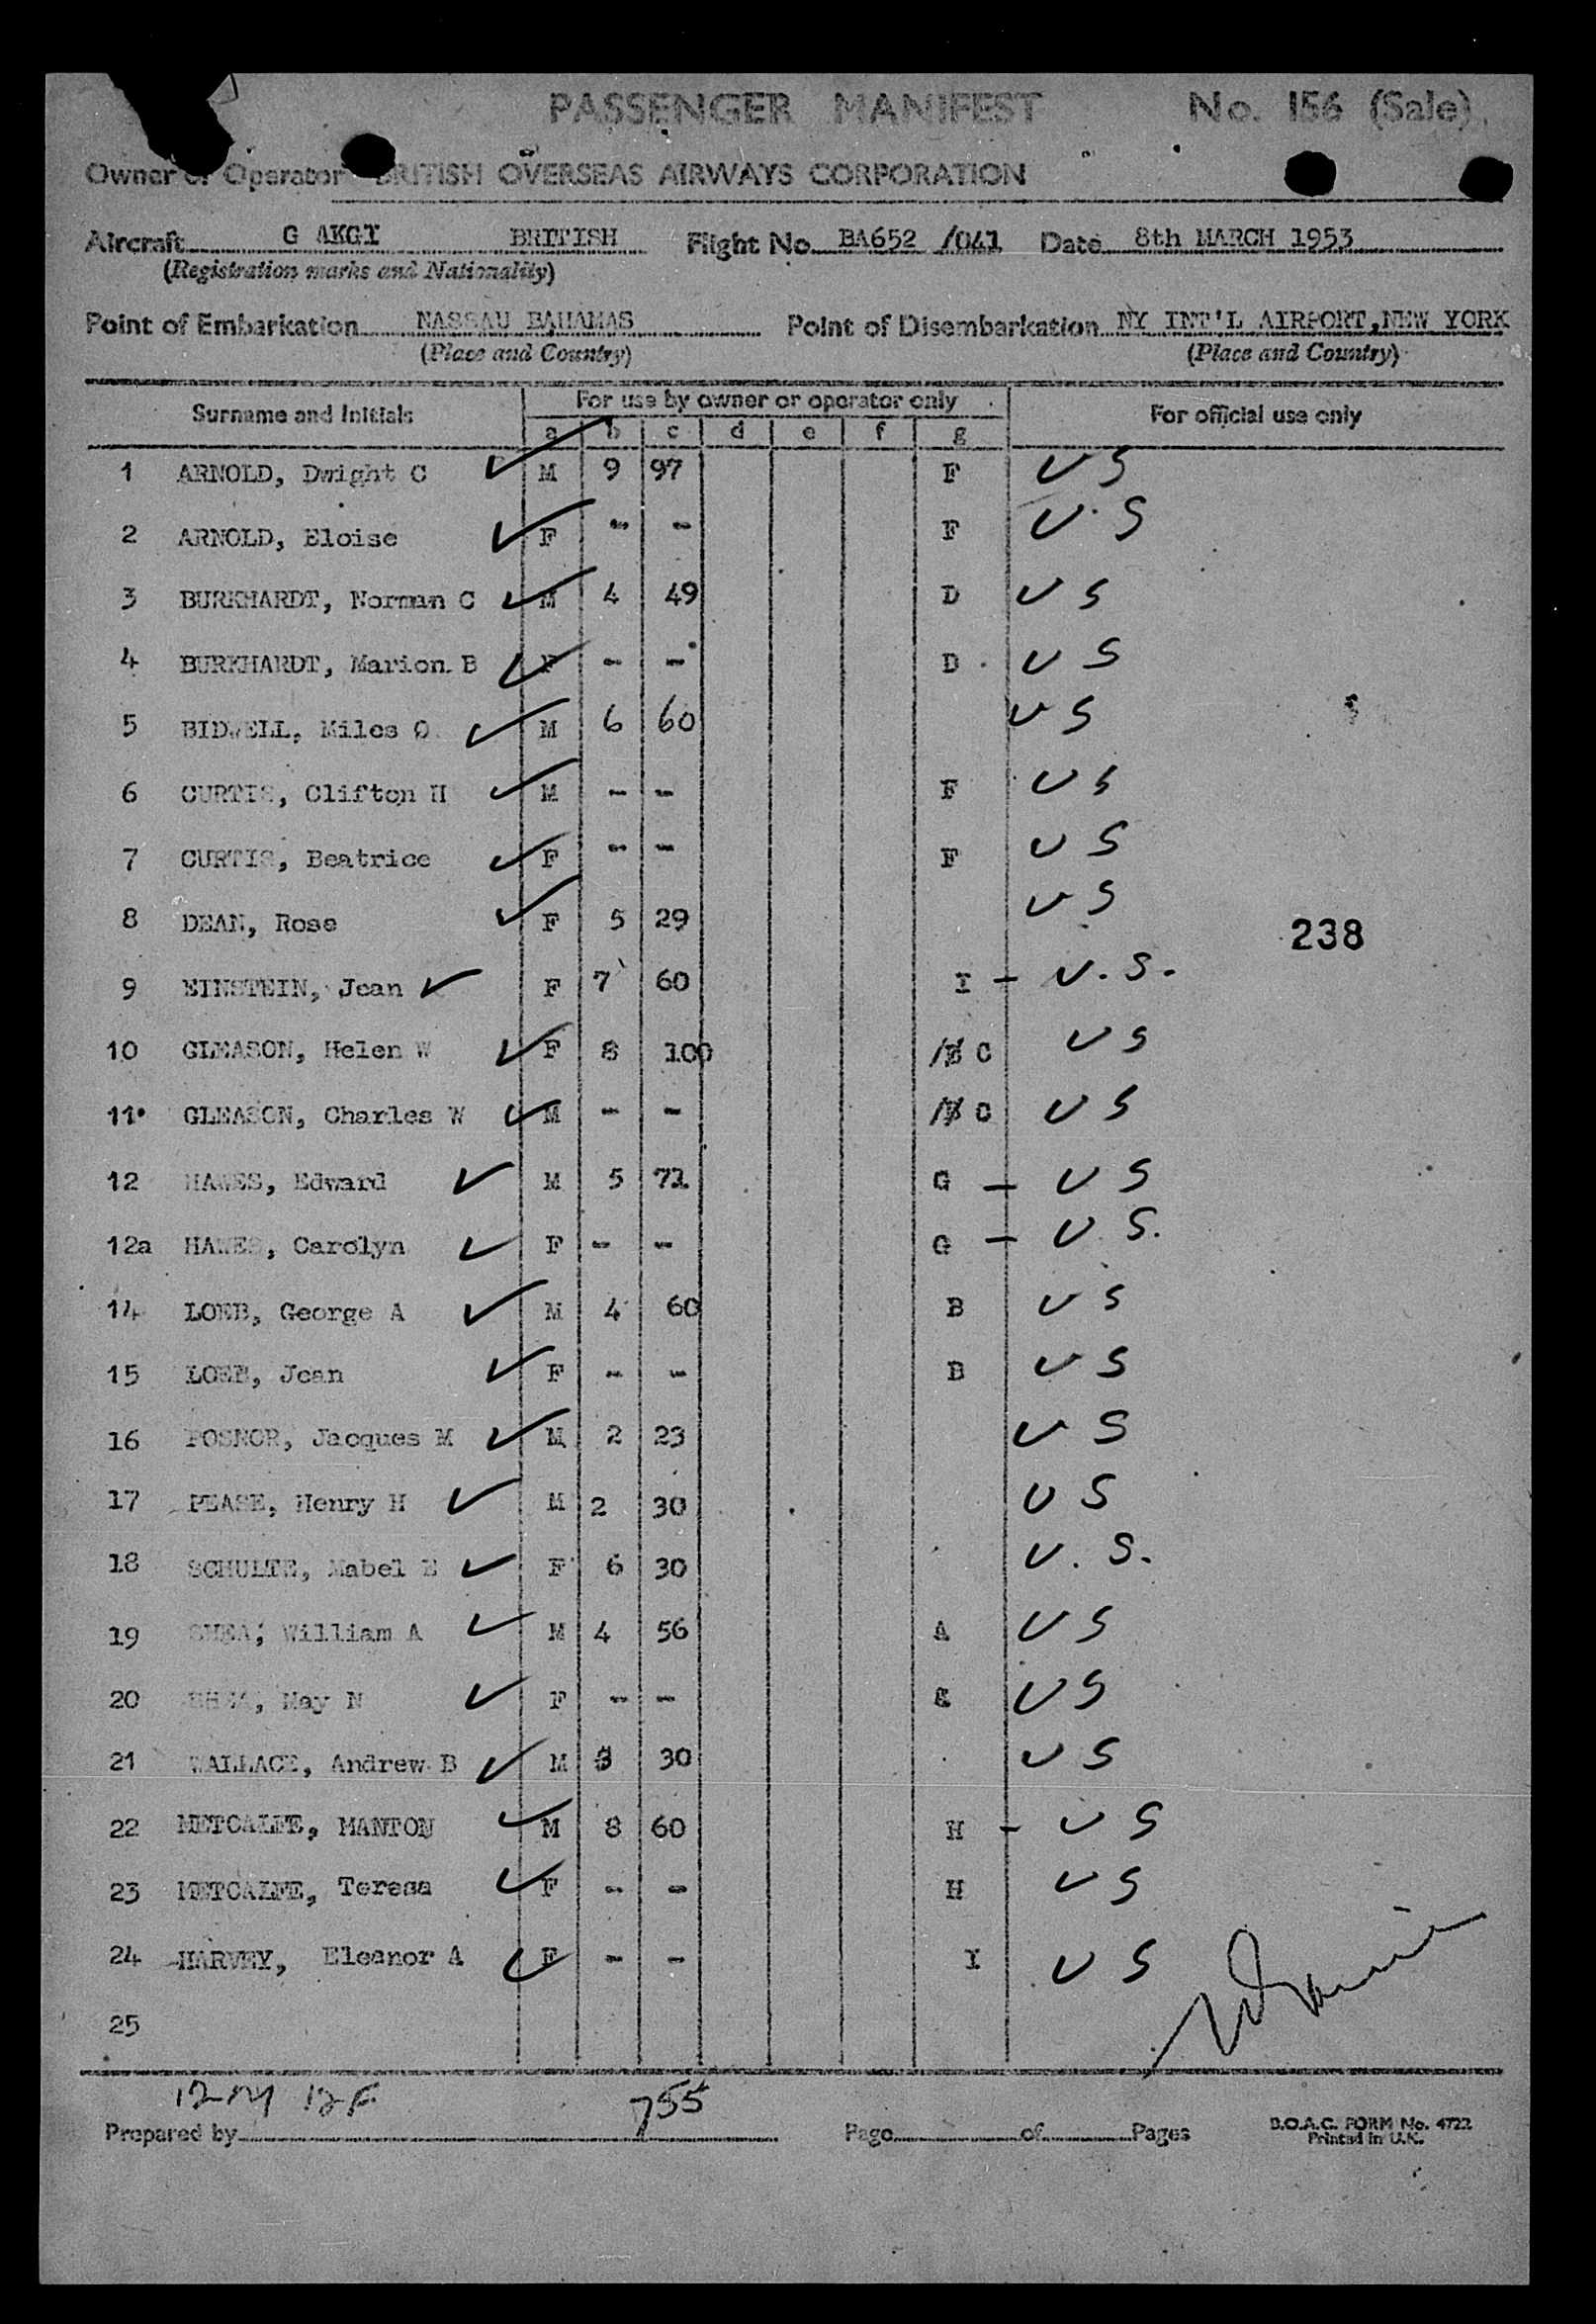 PASSENGER MANIFEST No. 156 (Sale)
Owner or Operator BRITISH OVERSEAS AIRWAYS CORPORATION
Aircraft G AKGI BRITISH Flight No. BA652 /041 Date 8th MARCH 1953
(Registration marks and Nationality)
Point of Embarkation NASSAU BAHAMAS Point of Disembarkation NY INT'L AIRPORT, NEW YORK
(Place and Country) (Place and Country)
Surname and Initials For use by owner or operator only For official use only
a b c d e f g
1 ARNOLD, Dwight C ✓ M 9 97 F US
2 ARNOLD, Eloise ✓ F - - F U.S
3 BURKHARDT, Norman C ✓ M 4 49 D US
4 BURKHARDT, Marion B ✓ F - - D US
5 BIDWELL, Miles O ✓ M 6 60 US
6 CURTIS, Clifton H ✓ M - - F US
7 CURTIS, Beatrice ✓ F - - F US
8 DEAN, Rose ✓ F 5 29 US
238
9 EINSTEIN, Jean ✓ F 7 60 I - U.S.
10 GLEASON, Helen W ✓ F 8 100 C US
11 GLEASON, Charles W ✓ M - - C US
12 HAWES, Edward ✓ M 5 72 G - US
12a HAWES, Carolyn ✓ F - - G - U.S.
14 LOEB, George A ✓ M 4 60 B US
15 LOEB, Jean ✓ F - - B US
16 POSNOR, Jacques M ✓ M 2 23 US
17 PEASE, Henry H ✓ M 2 30 US
18 SCHULTE, Mabel E ✓ F 6 30 U.S.
19 SHEA, William A ✓ M 4 56 A US
20 SHEA, May N ✓ F - - US
21 WALLACE, Andrew B ✓ M 3 30 US
22 METCALFE, MANTON ✓ M 8 60 H - US
23 METCALFE, Teresa ✓ F - - H US
24 HARVEY, Eleanor A ✓ F - - I US
25
12 M 12 F. 755
Prepared by Page of Pages B.O.A.C. FORM No. 4722
Printed in U.K.